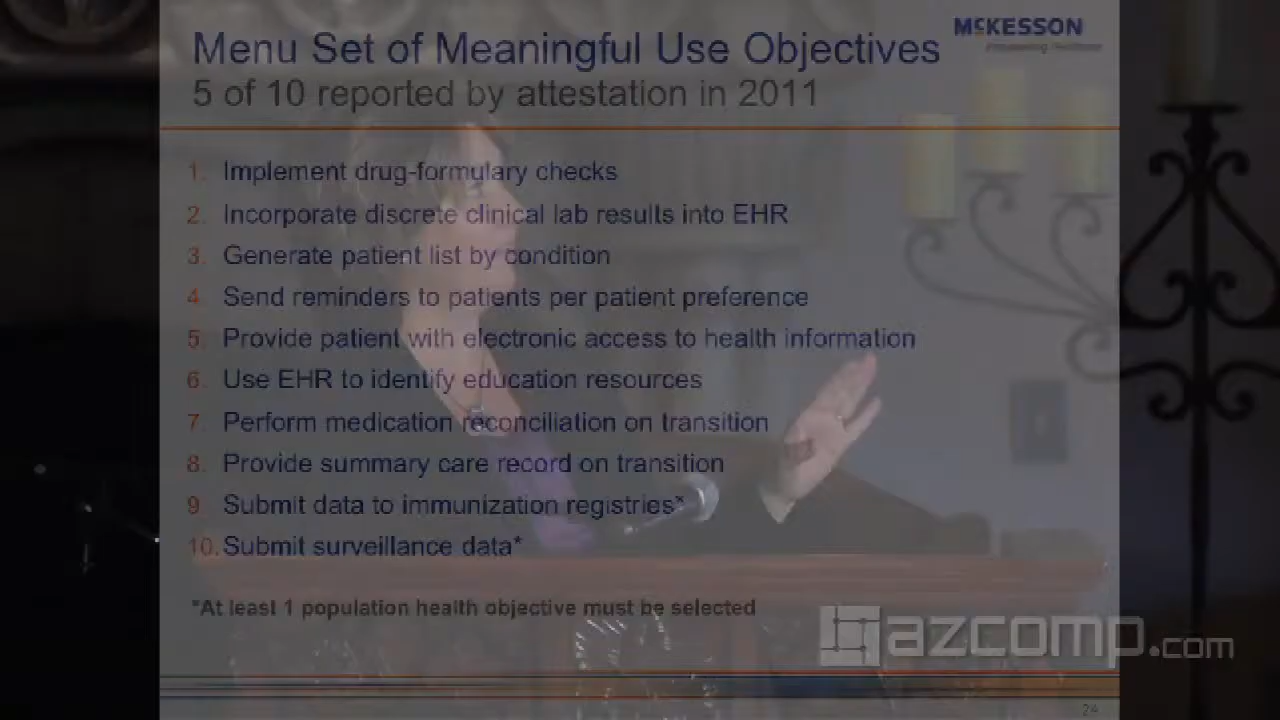 Menu Set of Meaningful Use Objectives
MCKESSON
5 of 10 reported by attestation in 2011
1. Implement drug-formulary checks
2. Incorporate discrete clinical lab results into EHR
3. Generate patient list by condition
4. Send reminders to patients per patient preference
5. Provide patient with electronic access to health information
6. Use EHR to identify education resources
7. Perform medication reconciliation on transition
8. Provide summary care record on transition
9. Submit data to immunization registries*
10. Submit surveillance data*
*At least 1 population health objective must be selected
azcomp.com
24